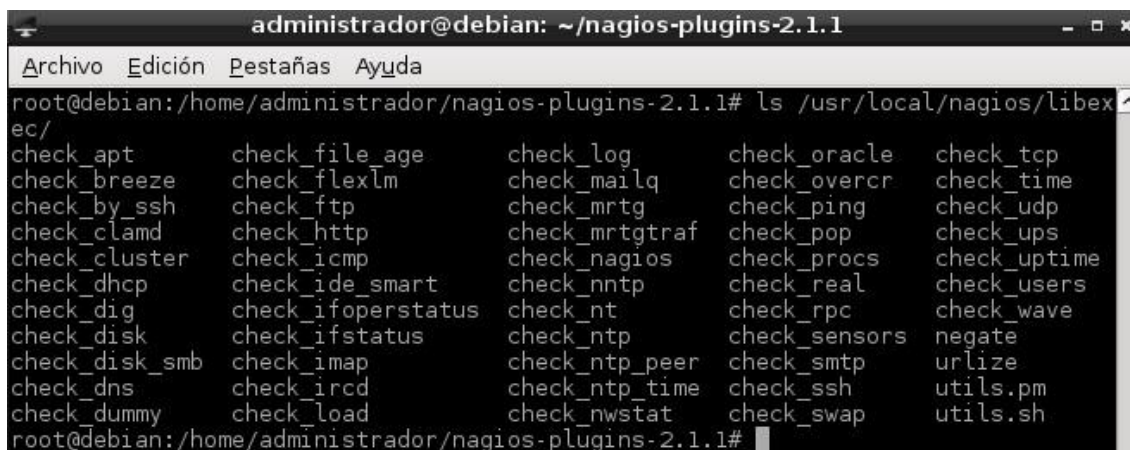 administrador@debian: ~/nagios-plugins-2.1.1
Archivo Edición Pestañas Ayuda
root@debian:/home/administrador/nagios-plugins-2.1.1# ls /usr/local/nagios/libex
ec/
check_apt check_file_age check_log check_oracle check_tcp
check_breeze check_flexlm check_mailq check_overcr check_time
check_by_ssh check_ftp check_mrtg check_ping check_udp
check_clamd check_http check_mrtgtraf check_pop check_ups
check_cluster check_icmp check_nagios check_procs check_uptime
check_dhcp check_ide_smart check_nntp check_real check_users
check_dig check_ifoperstatus check_nt check_rpc check_wave
check_disk check_ifstatus check_ntp check_sensors negate
check_disk_smb check_imap check_ntp_peer check_smtp urlize
check_dns check_ircd check_ntp_time check_ssh utils.pm
check_dummy check_load check_nwstat check_swap utils.sh
root@debian:/home/administrador/nagios-plugins-2.1.1#